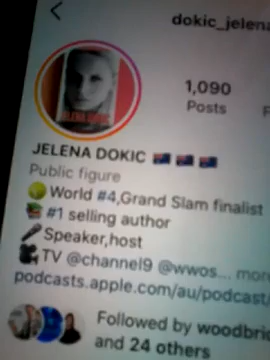 dokic_jelena
1,090
Posts
JELENA DOKIC
JELENA DOKIC 🇦🇺 🇦🇺 🇦🇺
Public figure
🎾World #4,Grand Slam finalist
📚#1 selling author
🎤Speaker,host
🎥TV @channel9 @wwos... more
podcasts.apple.com/au/podcast/
Followed by woodbri
and 24 others